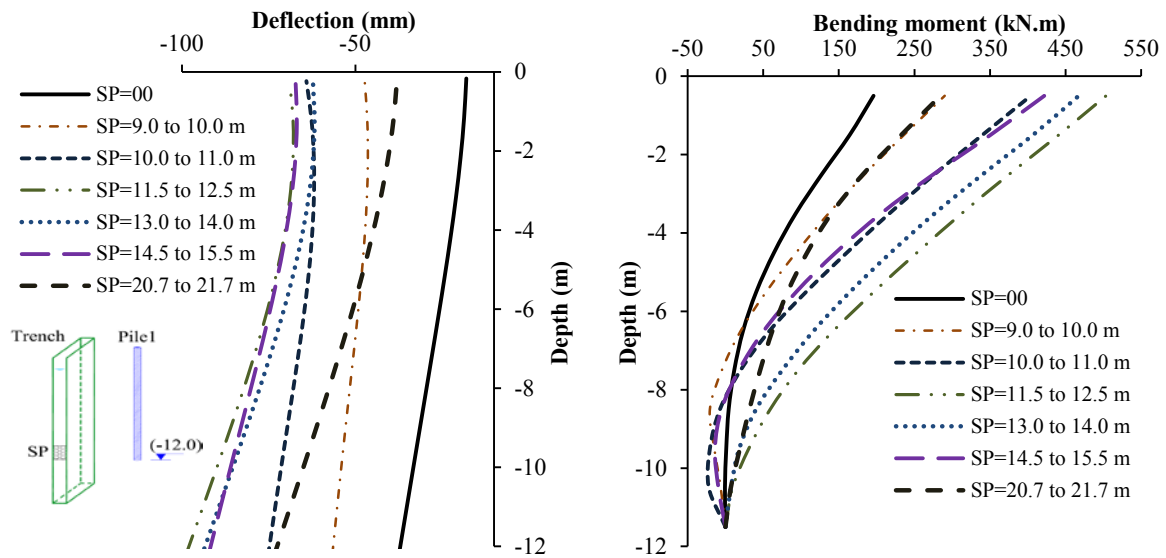 Deflection (mm)
-100
-50
0
-2
-4
-6
-8
-10
-12
Depth (m)
SP=00
SP=9.0 to 10.0 m
SP=10.0 to 11.0 m
SP=11.5 to 12.5 m
SP=13.0 to 14.0 m
SP=14.5 to 15.5 m
SP=20.7 to 21.7 m
Trench
Pile1
SP
(-12.0)
Bending moment (kN.m)
-50
50
150
250
350
450
550
0
-2
-4
-6
-8
-10
-12
Depth (m)
SP=00
SP=9.0 to 10.0 m
SP=10.0 to 11.0 m
SP=11.5 to 12.5 m
SP=13.0 to 14.0 m
SP=14.5 to 15.5 m
SP=20.7 to 21.7 m